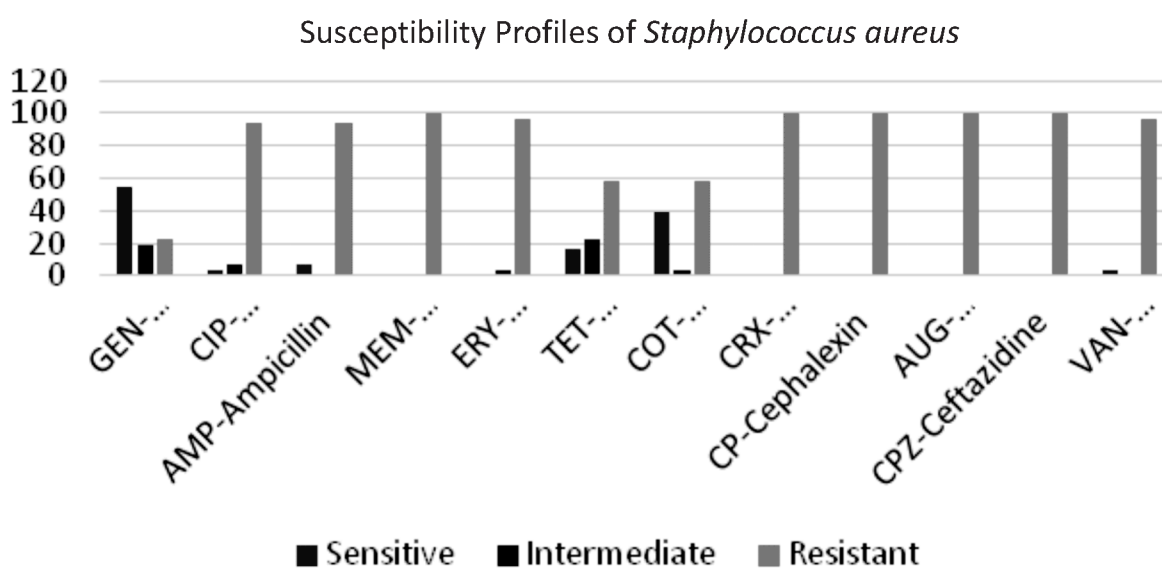 Susceptibility Profiles of Staphylococcus aureus
120
100
80
60
40
20
0
GEN-...
CIP-...
AMP-Ampicillin
MEM-...
ERY-...
TET-...
COT-...
CRX-...
CP-Cephalexin
AUG-...
CPZ-Ceftazidine
VAN-...
Sensitive
Intermediate
Resistant